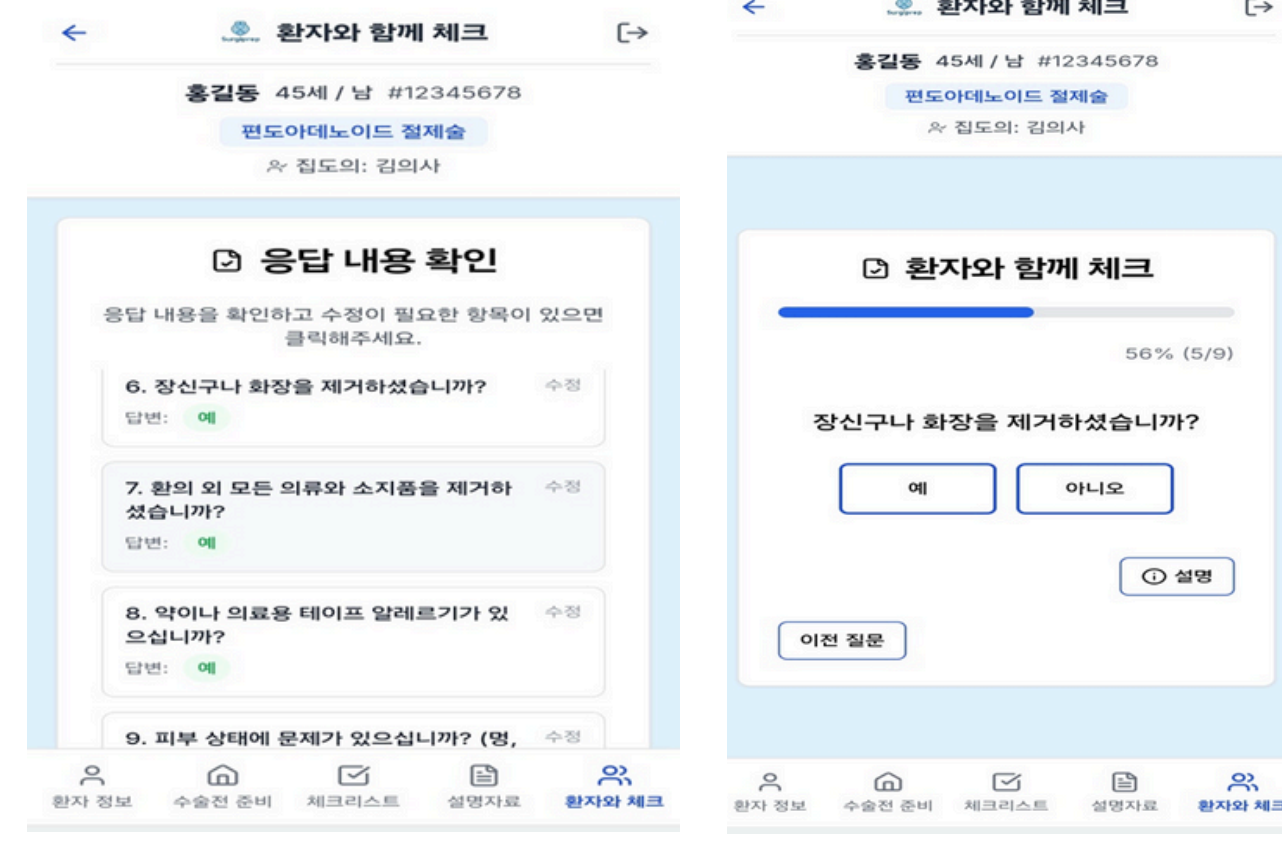 환자와 함께 체크
홍길동 45세 / 남 #12345678
편도아데노이드 절제술
집도의: 김의사
응답 내용 확인
응답 내용을 확인하고 수정이 필요한 항목이 있으면
클릭해주세요.
6. 장신구나 화장을 제거하셨습니까? 수정
답변: 예
7. 환의 외 모든 의류와 소지품을 제거하 수정
셨습니까?
답변: 예
8. 약이나 의료용 테이프 알레르기가 있 수정
으십니까?
답변: 예
9. 피부 상태에 문제가 있으십니까? (멍, 수정
환자 정보 수술전 준비 체크리스트 설명자료 환자와 체크
환자와 함께 체크
홍길동 45세 / 남 #12345678
편도아데노이드 절제술
집도의: 김의사
환자와 함께 체크
56% (5/9)
장신구나 화장을 제거하셨습니까?
예 아니오
설명
이전 질문
환자 정보 수술전 준비 체크리스트 설명자료 환자와 체크